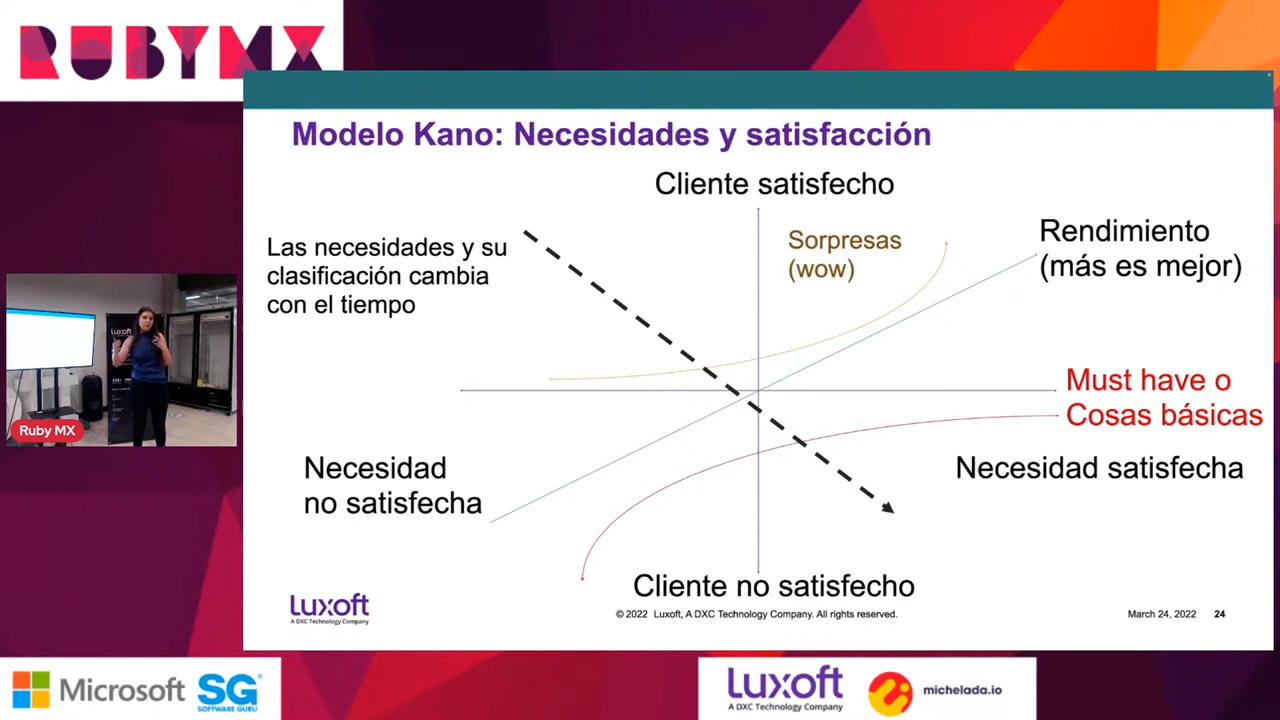 RUBYMX
Modelo Kano: Necesidades y satisfacción
Cliente satisfecho
Las necesidades y su
clasificación cambia
con el tiempo
Sorpresas
(wow)
Rendimiento
(más es mejor)
Must have o
Cosas básicas
Necesidad
no satisfecha
Necesidad satisfecha
Cliente no satisfecho
Luxoft
A DXC Technology Company
© 2022 Luxoft, A DXC Technology Company. All rights reserved.
March 24, 2022 24
Luxoft
Ruby MX
Microsoft
SG
SOFTWARE GURU
Luxoft
A DXC Technology Company
michelada.io